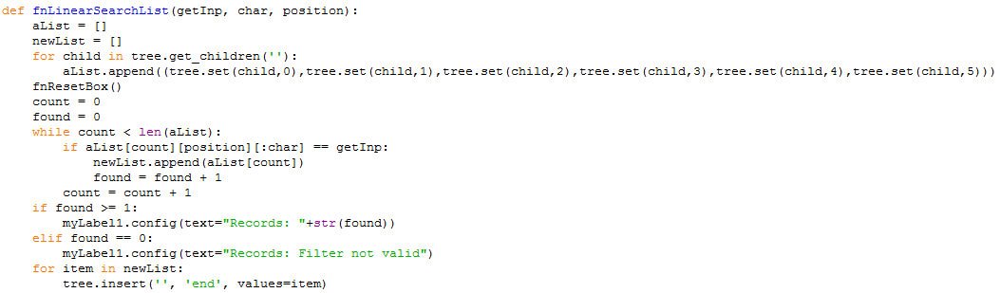 def fnLinearSearchList(getInp, char, position):
    aList = []
    newList = []
    for child in tree.get_children(''):
        aList.append((tree.set(child,0),tree.set(child,1),tree.set(child,2),tree.set(child,3),tree.set(child,4),tree.set(child,5)))
    fnResetBox()
    count = 0
    found = 0
    while count < len(aList):
        if aList[count][position][:char] == getInp:
            newList.append(aList[count])
            found = found + 1
        count = count + 1
    if found >= 1:
        myLabel1.config(text="Records: "+str(found))
    elif found == 0:
        myLabel1.config(text="Records: Filter not valid")
    for item in newList:
        tree.insert('', 'end', values=item)